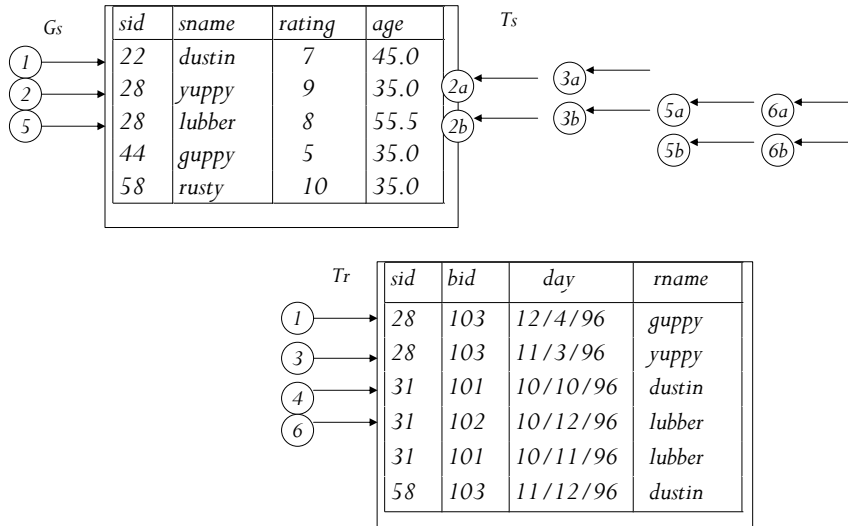 Gs
sid sname rating age
Ts
1 22 dustin 7 45.0
2 28 yuppy 9 35.0 2a 3a
5 28 lubber 8 55.5 2b 3b 5a 6a
44 guppy 5 35.0 5b 6b
58 rusty 10 35.0
Tr
sid bid day rname
1 28 103 12/4/96 guppy
3 28 103 11/3/96 yuppy
4 31 101 10/10/96 dustin
6 31 102 10/12/96 lubber
31 101 10/11/96 lubber
58 103 11/12/96 dustin